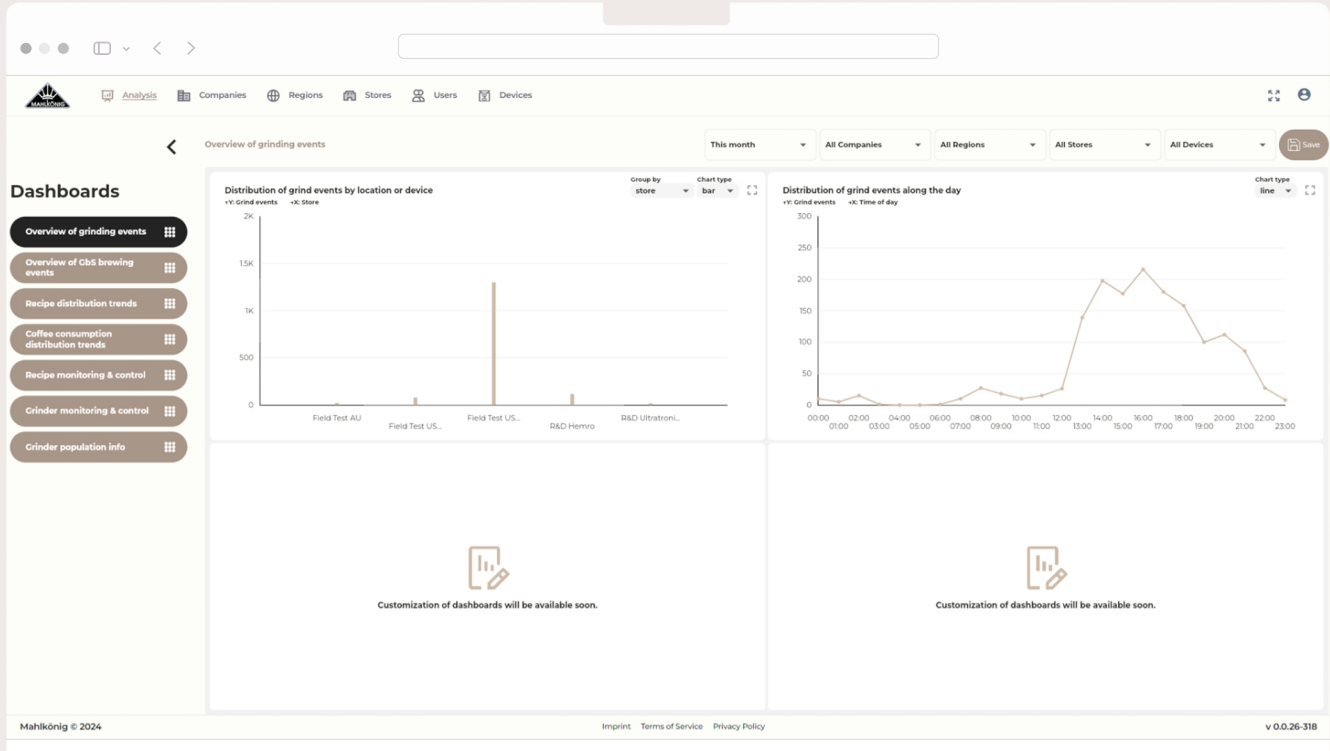 MAHLKÖNIG
Analysis
Companies
Regions
Stores
Users
Devices
Overview of grinding events
This month
All Companies
All Regions
All Stores
All Devices
Save
Dashboards
Overview of grinding events
Overview of GbS brewing
events
Recipe distribution trends
Coffee consumption
distribution trends
Recipe monitoring & control
Grinder monitoring & control
Grinder population info
Distribution of grind events by location or device
↑Y: Grind events →X: Store
Group by
store
Chart type
bar
2K
1.5K
1K
500
0
Field Test AU
Field Test US...
Field Test US...
R&D Hemro
R&D Ultratroni...
Distribution of grind events along the day
↑Y: Grind events →X: Time of day
Chart type
line
300
250
200
150
100
50
0
00:00 02:00 04:00 06:00 08:00 10:00 12:00 14:00 16:00 18:00 20:00 22:00
01:00 03:00 05:00 07:00 09:00 11:00 13:00 15:00 17:00 19:00 21:00 23:00
Customization of dashboards will be available soon.
Customization of dashboards will be available soon.
Mahlkönig © 2024
Imprint Terms of Service Privacy Policy
v 0.0.26-318